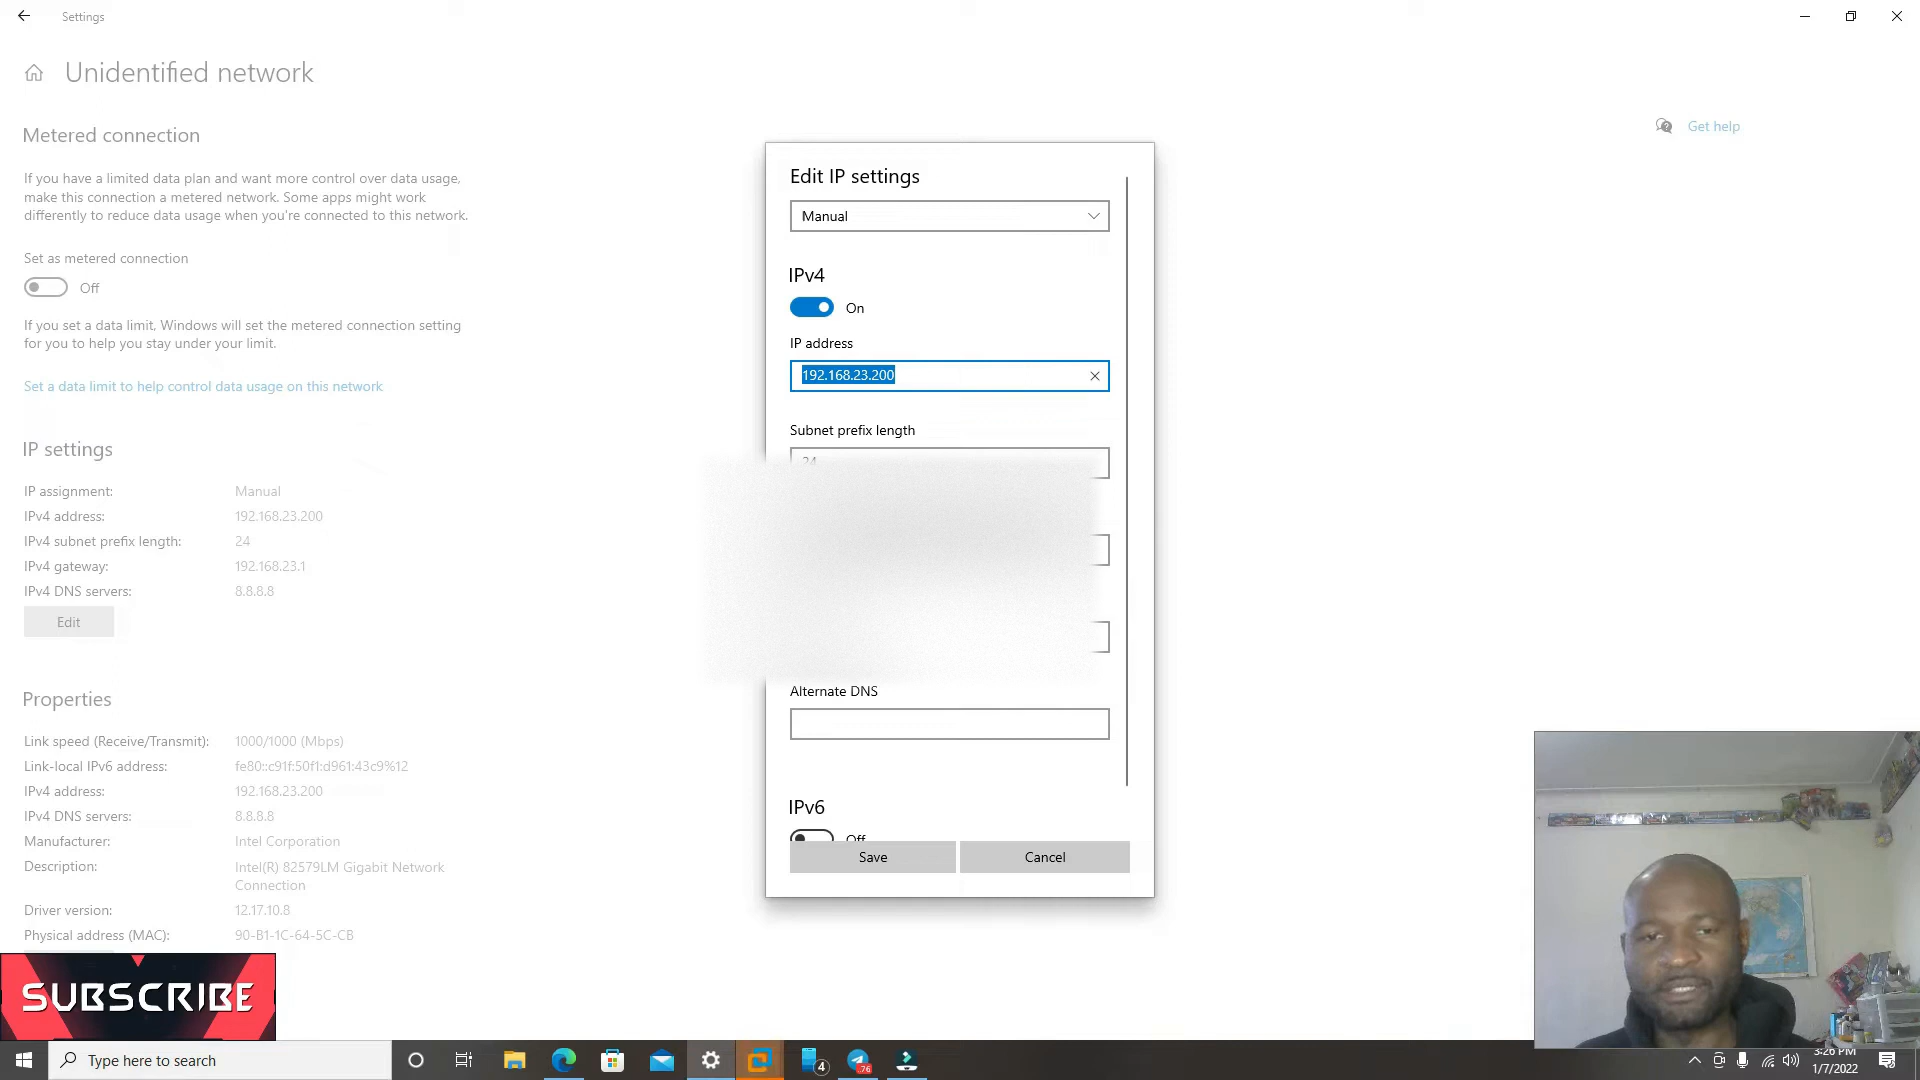 Settings
Unidentified network
Metered connection
If you have a limited data plan and want more control over data usage,
make this connection a metered network. Some apps might work
differently to reduce data usage when you're connected to this network.
Set as metered connection
Off
If you set a data limit, Windows will set the metered connection setting
for you to help you stay under your limit.
Set a data limit to help control data usage on this network
IP settings
IP assignment: Manual
IPv4 address: 192.168.23.200
IPv4 subnet prefix length: 24
IPv4 gateway: 192.168.23.1
IPv4 DNS servers: 8.8.8.8
Edit
Properties
Link speed (Receive/Transmit): 1000/1000 (Mbps)
Link-local IPv6 address: fe80::c91f:50f1:d961:43c9%12
IPv4 address: 192.168.23.200
IPv4 DNS servers: 8.8.8.8
Manufacturer: Intel Corporation
Description: Intel(R) 82579LM Gigabit Network
Connection
Driver version: 12.17.10.8
Physical address (MAC): 90-B1-1C-64-5C-CB
SUBSCRIBE
Get help
Edit IP settings
Manual
IPv4
On
IP address
192.168.23.200
Subnet prefix length
24
Alternate DNS
IPv6
Off
Save Cancel
Type here to search
4
.76
3:26 PM
1/7/2022